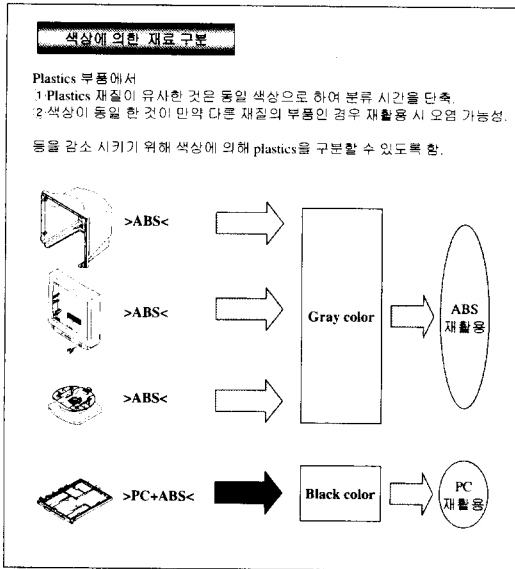 색상에 의한 재료 구분
Plastics 부품에서
1 Plastics 재질이 유사한 것은 동일 색상으로 하여 분류 시간을 단축.
2 색상이 동일 한 것이 만약 다른 재질의 부품인 경우 재활용 시 오염 가능성.
등을 감소 시키기 위해 색상에 의해 plastics을 구분할 수 있도록 함.
>ABS<
>ABS<
Gray color
ABS
재활용
>ABS<
>PC+ABS<
Black color
PC
재활용